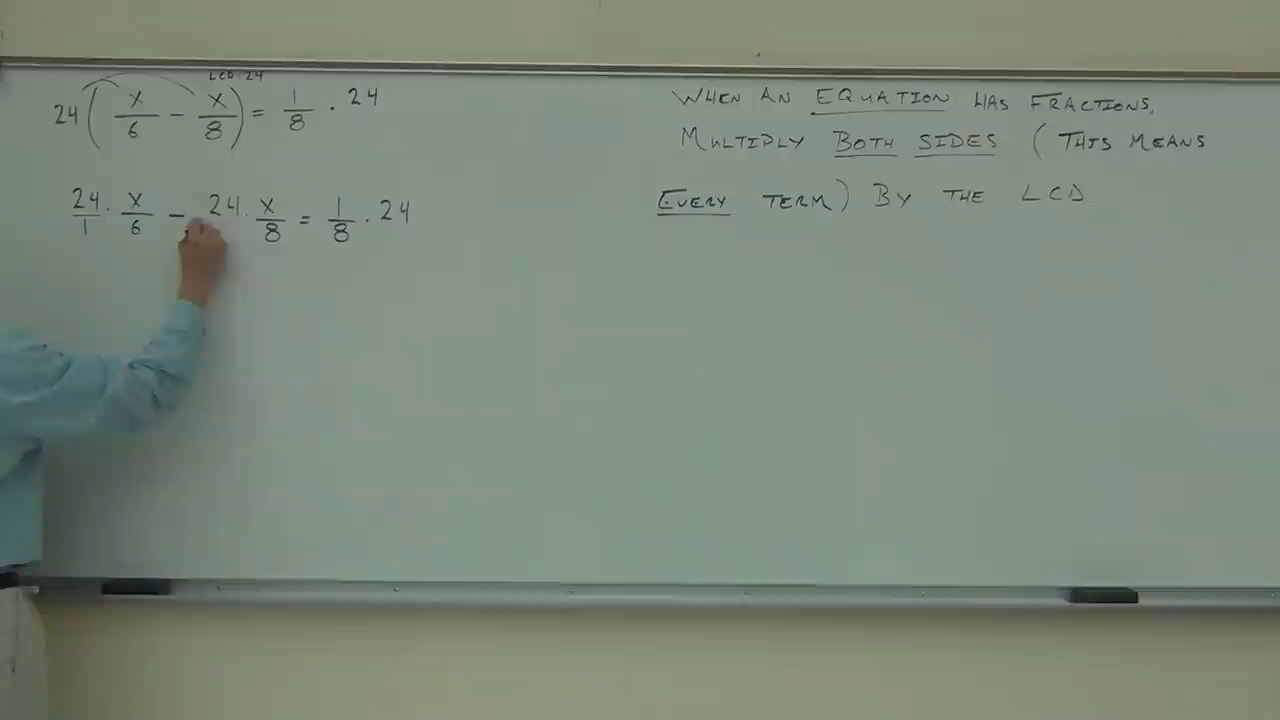 LCD 24
24 ( x/6 - x/8 ) = 1/8 · 24
24/1 · x/6 - 24 · x/8 = 1/8 · 24
WHEN AN EQUATION HAS FRACTIONS,
MULTIPLY BOTH SIDES (THIS MEANS
EVERY TERM) BY THE LCD